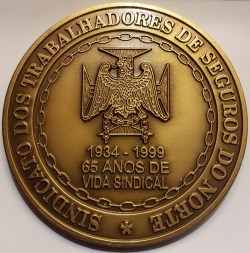 SINDICATO DOS TRABALHADORES DE SEGUROS DO NORTE
1934 - 1999
65 ANOS DE
VIDA SINDICAL